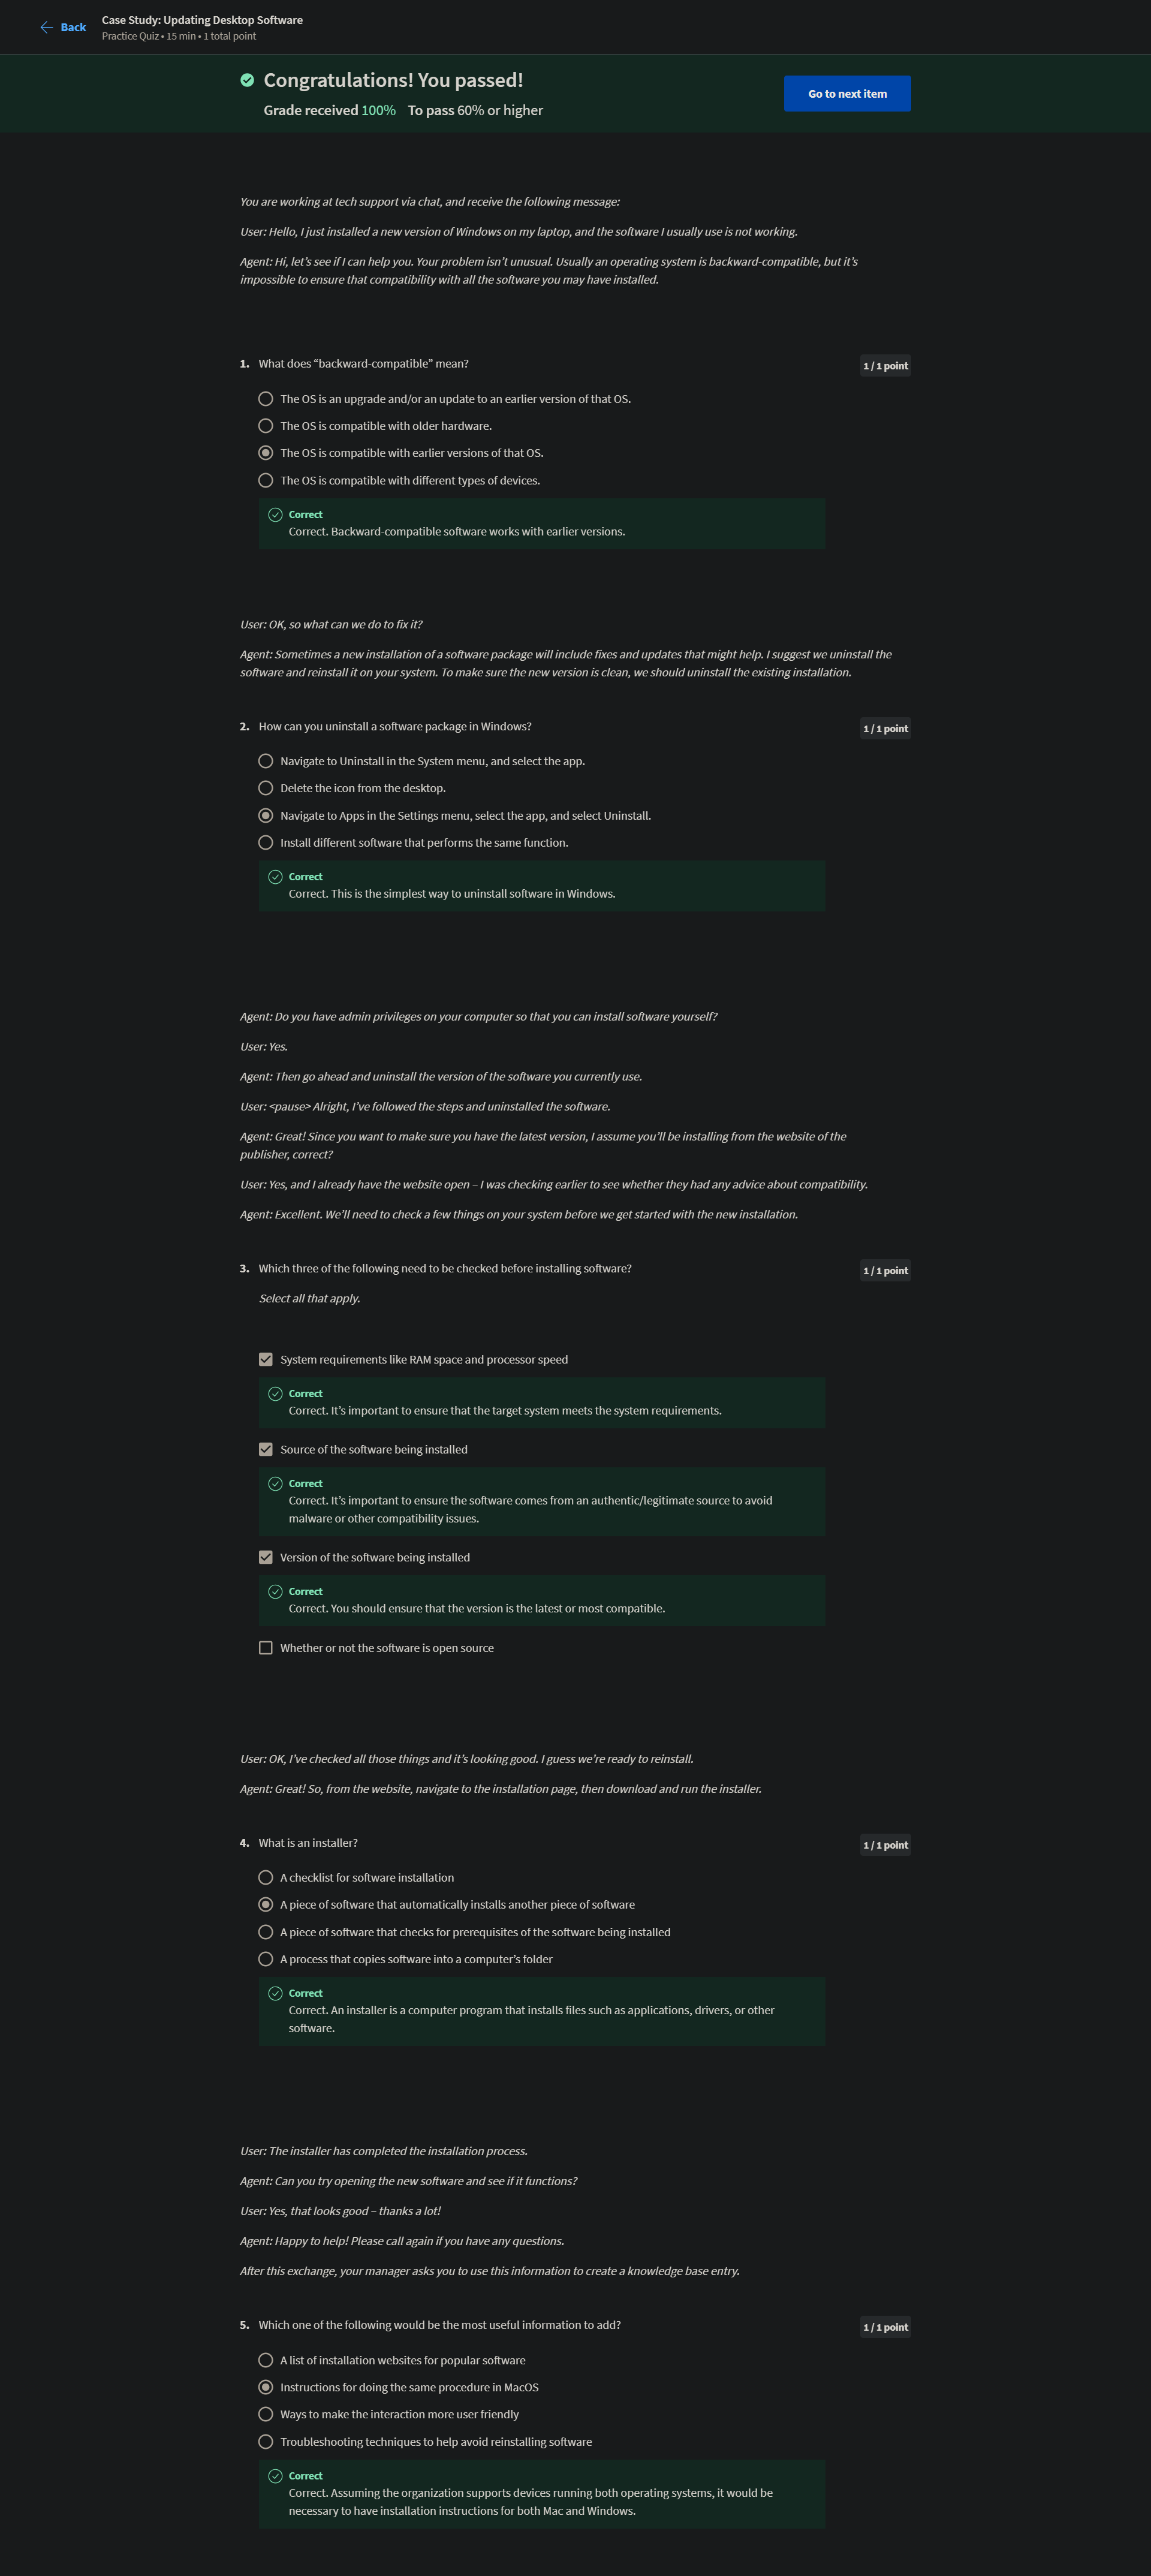 Back
Case Study: Updating Desktop Software
Practice Quiz • 15 min • 1 total point
Congratulations! You passed!
Grade received 100% To pass 60% or higher
Go to next item
You are working at tech support via chat, and receive the following message:
User: Hello, I just installed a new version of Windows on my laptop, and the software I usually use is not working.
Agent: Hi, let’s see if I can help you. Your problem isn’t unusual. Usually an operating system is backward-compatible, but it’s
impossible to ensure that compatibility with all the software you may have installed.
1. What does “backward-compatible” mean?
1 / 1 point
The OS is an upgrade and/or an update to an earlier version of that OS.
The OS is compatible with older hardware.
The OS is compatible with earlier versions of that OS.
The OS is compatible with different types of devices.
Correct
Correct. Backward-compatible software works with earlier versions.
User: OK, so what can we do to fix it?
Agent: Sometimes a new installation of a software package will include fixes and updates that might help. I suggest we uninstall the
software and reinstall it on your system. To make sure the new version is clean, we should uninstall the existing installation.
2. How can you uninstall a software package in Windows?
1 / 1 point
Navigate to Uninstall in the System menu, and select the app.
Delete the icon from the desktop.
Navigate to Apps in the Settings menu, select the app, and select Uninstall.
Install different software that performs the same function.
Correct
Correct. This is the simplest way to uninstall software in Windows.
Agent: Do you have admin privileges on your computer so that you can install software yourself?
User: Yes.
Agent: Then go ahead and uninstall the version of the software you currently use.
User: <pause> Alright, I’ve followed the steps and uninstalled the software.
Agent: Great! Since you want to make sure you have the latest version, I assume you’ll be installing from the website of the
publisher, correct?
User: Yes, and I already have the website open – I was checking earlier to see whether they had any advice about compatibility.
Agent: Excellent. We’ll need to check a few things on your system before we get started with the new installation.
3. Which three of the following need to be checked before installing software?
1 / 1 point
Select all that apply.
System requirements like RAM space and processor speed
Correct
Correct. It’s important to ensure that the target system meets the system requirements.
Source of the software being installed
Correct
Correct. It’s important to ensure the software comes from an authentic/legitimate source to avoid
malware or other compatibility issues.
Version of the software being installed
Correct
Correct. You should ensure that the version is the latest or most compatible.
Whether or not the software is open source
User: OK, I’ve checked all those things and it’s looking good. I guess we’re ready to reinstall.
Agent: Great! So, from the website, navigate to the installation page, then download and run the installer.
4. What is an installer?
1 / 1 point
A checklist for software installation
A piece of software that automatically installs another piece of software
A piece of software that checks for prerequisites of the software being installed
A process that copies software into a computer’s folder
Correct
Correct. An installer is a computer program that installs files such as applications, drivers, or other
software.
User: The installer has completed the installation process.
Agent: Can you try opening the new software and see if it functions?
User: Yes, that looks good – thanks a lot!
Agent: Happy to help! Please call again if you have any questions.
After this exchange, your manager asks you to use this information to create a knowledge base entry.
5. Which one of the following would be the most useful information to add?
1 / 1 point
A list of installation websites for popular software
Instructions for doing the same procedure in MacOS
Ways to make the interaction more user friendly
Troubleshooting techniques to help avoid reinstalling software
Correct
Correct. Assuming the organization supports devices running both operating systems, it would be
necessary to have installation instructions for both Mac and Windows.